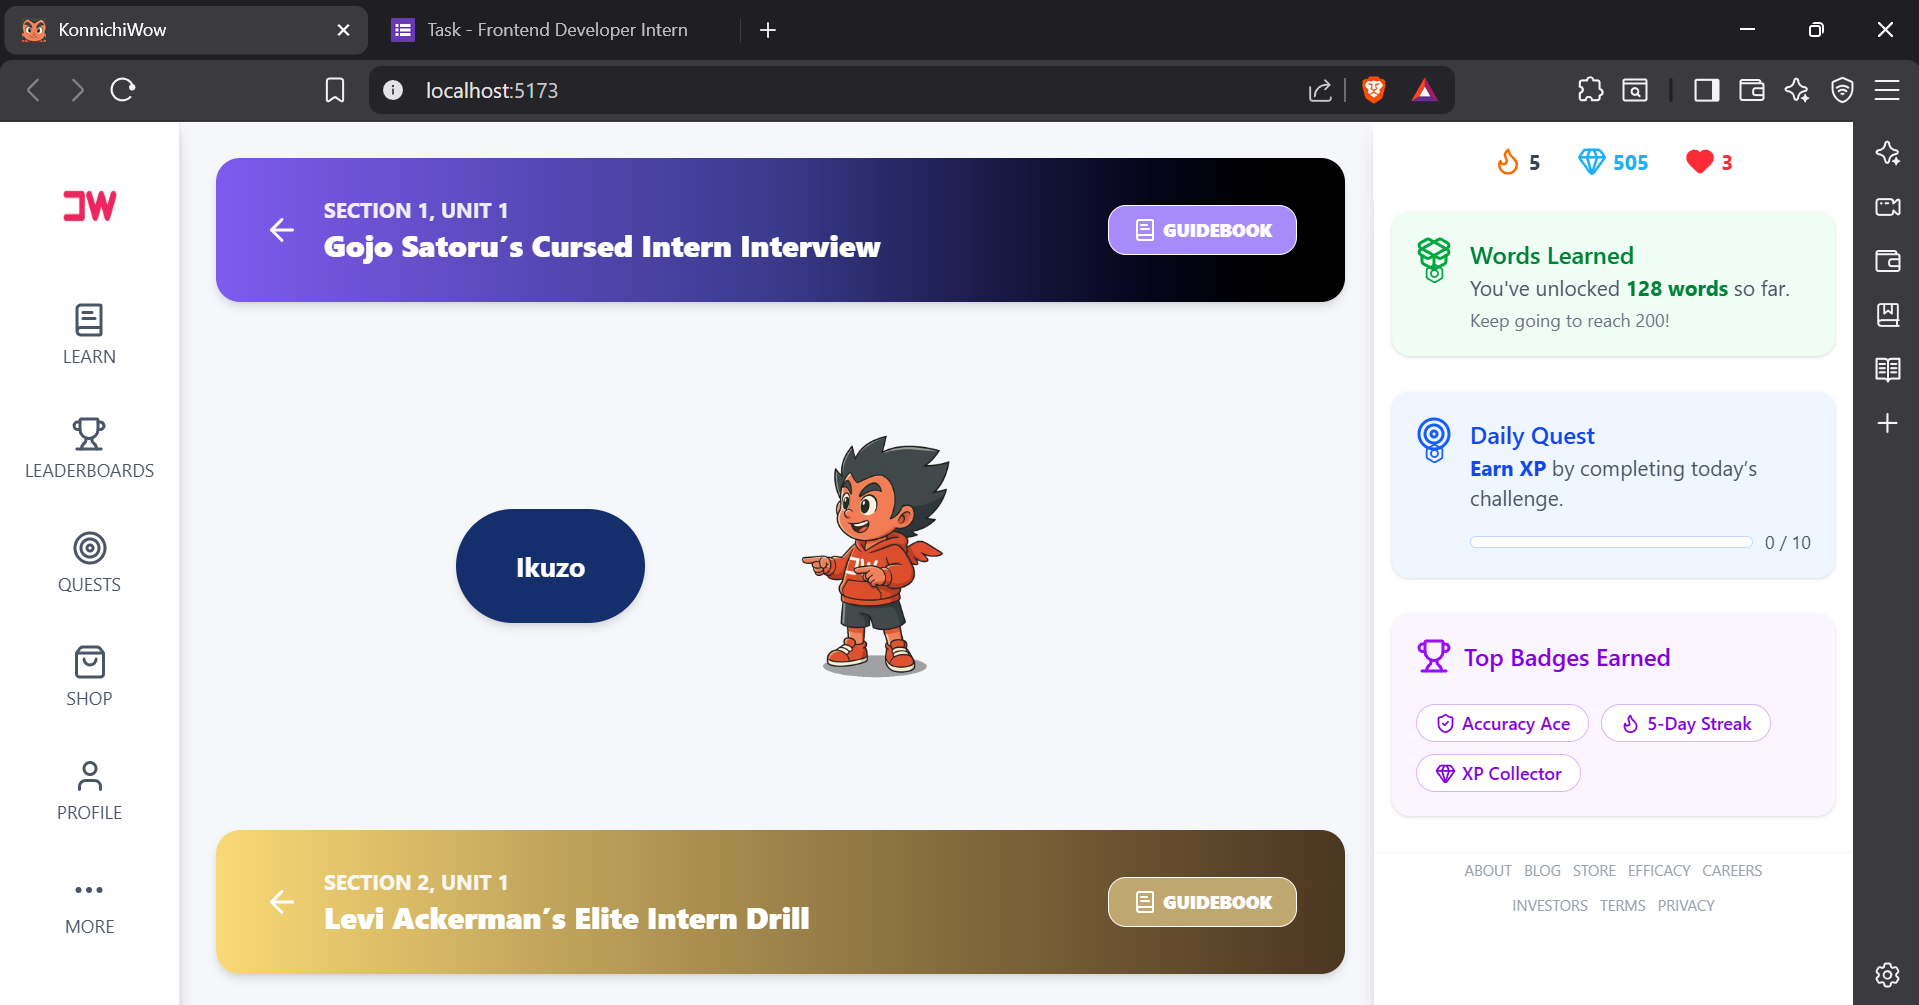 KonnichiWow
Task - Frontend Developer Intern
localhost:5173
LEARN
LEADERBOARDS
QUESTS
SHOP
PROFILE
MORE
SECTION 1, UNIT 1
Gojo Satoru’s Cursed Intern Interview
GUIDEBOOK
Ikuzo
SECTION 2, UNIT 1
Levi Ackerman’s Elite Intern Drill
GUIDEBOOK
5
505
3
Words Learned
You've unlocked 128 words so far.
Keep going to reach 200!
Daily Quest
Earn XP by completing today’s
challenge.
0 / 10
Top Badges Earned
Accuracy Ace
5-Day Streak
XP Collector
ABOUT BLOG STORE EFFICACY CAREERS
INVESTORS TERMS PRIVACY